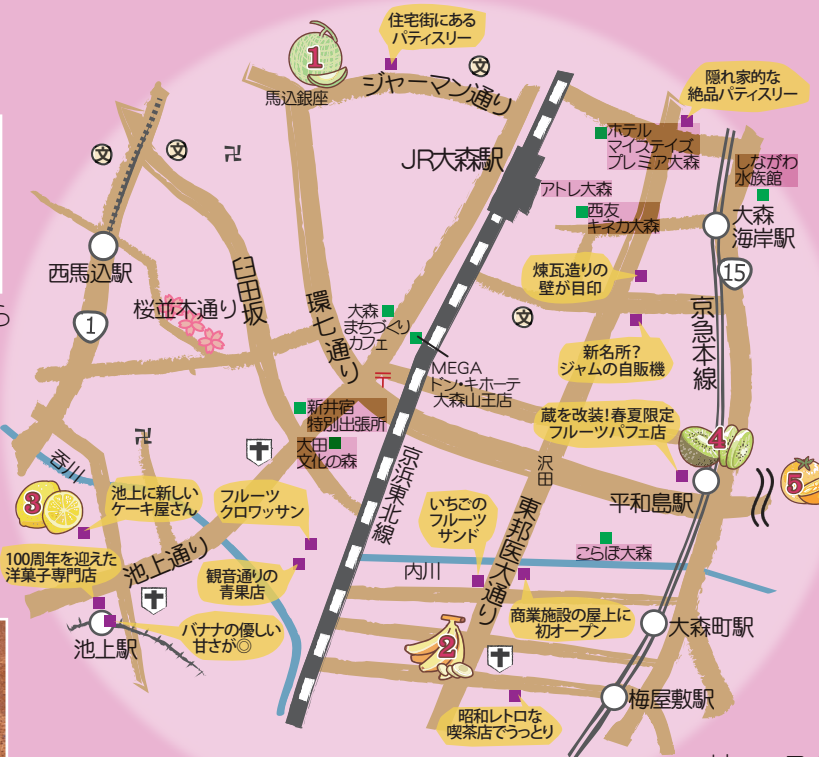 住宅街にある
パティスリー
1
馬込銀座
ジャーマン通り
文
隠れ家的な
絶品パティスリー
ホテル
マイステイズ
プレミア大森
しながわ
水族館
JR大森駅
アトレ大森
西友
キネカ大森
大森
海岸駅
文
文
卍
西馬込駅
臼田坂
煉瓦造りの
壁が目印
15
1
桜並木通り
環七通り
大森
まちづくり
カフェ
文
京急本線
新名所?
ジャムの自販機
ら
MEGA
ドン・キホーテ
大森山王店
〒
新井宿
特別出張所
大田
文化の森
蔵を改装!春夏限定
フルーツパフェ店
4
卍
呑川
京浜東北線
沢田
平和島駅
5
3
池上に新しい
ケーキ屋さん
フルーツ
クロワッサン
いちごの
フルーツ
サンド
東邦医大通り
こらぼ大森
100周年を迎えた
洋菓子専門店
池上通り
観音通りの
青果店
内川
商業施設の屋上に
初オープン
大森町駅
池上駅
バナナの優しい
甘さが◎
2
梅屋敷駅
昭和レトロな
喫茶店でうっとり